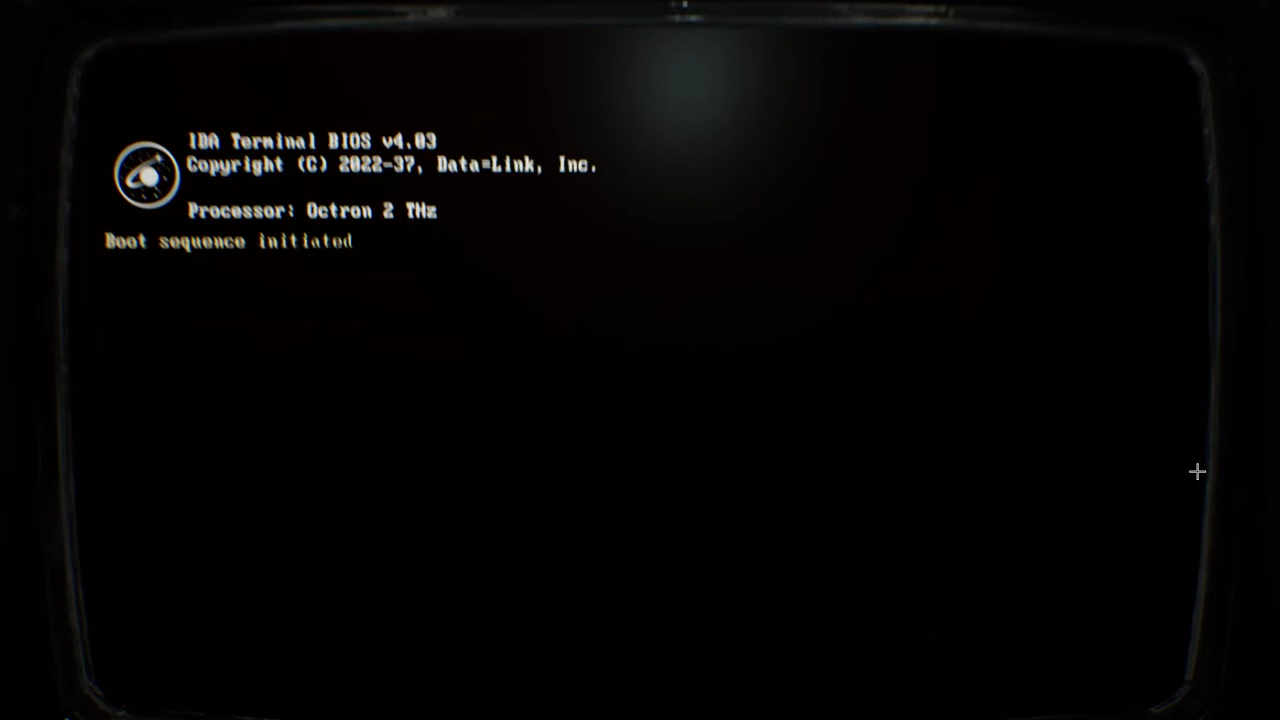 IDA Terminal BIOS v4.03
Copyright (C) 2022-37, Data=Link, Inc.
Processor: Octron 2 THz
Boot sequence initiated